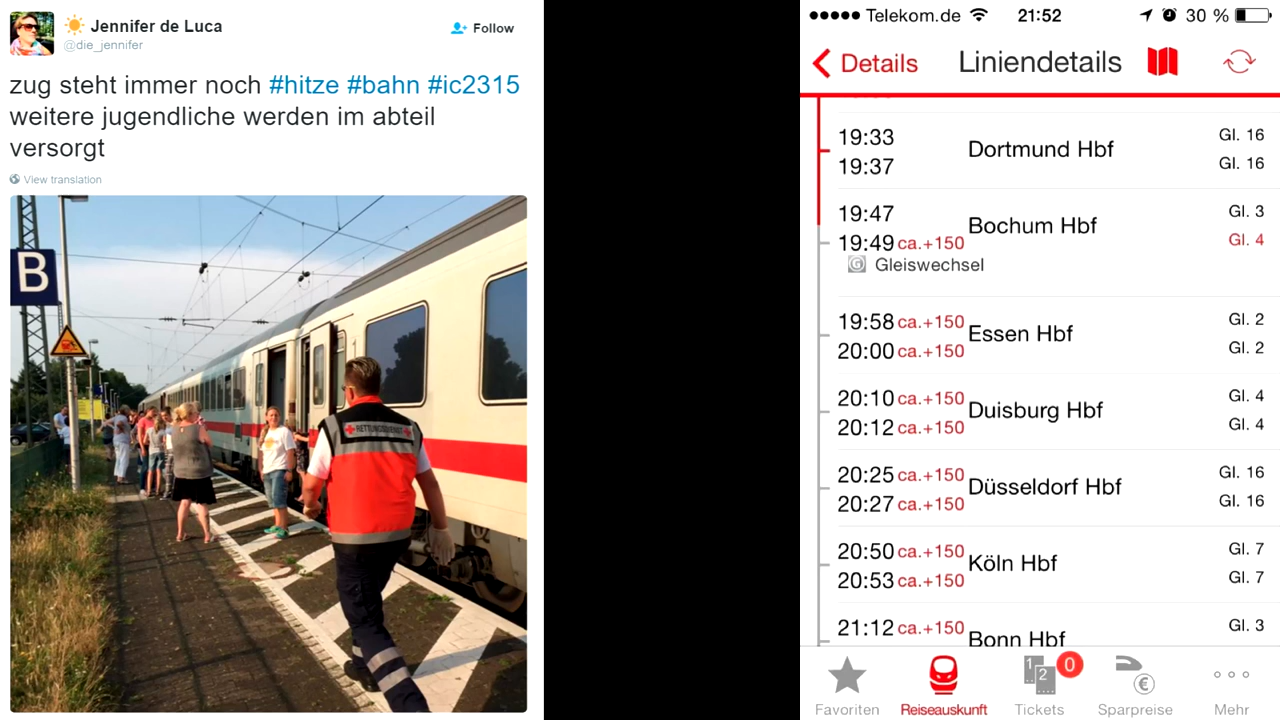 Jennifer de Luca
@die_jennifer
Follow
zug steht immer noch #hitze #bahn #ic2315
weitere jugendliche werden im abteil
versorgt
View translation
B
RETTUNGSDIENST
Telekom.de 21:52 30 %
Details Liniendetails
19:33 Gl. 16
Dortmund Hbf
19:37 Gl. 16
19:47 Gl. 3
Bochum Hbf
19:49 ca.+150 Gl. 4
G Gleiswechsel
19:58 ca.+150 Gl. 2
Essen Hbf
20:00 ca.+150 Gl. 2
20:10 ca.+150 Gl. 4
Duisburg Hbf
20:12 ca.+150 Gl. 4
20:25 ca.+150 Gl. 16
Düsseldorf Hbf
20:27 ca.+150 Gl. 16
20:50 ca.+150 Gl. 7
Köln Hbf
20:53 ca.+150 Gl. 7
21:12 ca.+150 Gl. 3
Bonn Hbf
1 2 0 €
Favoriten Reiseauskunft Tickets Sparpreise Mehr